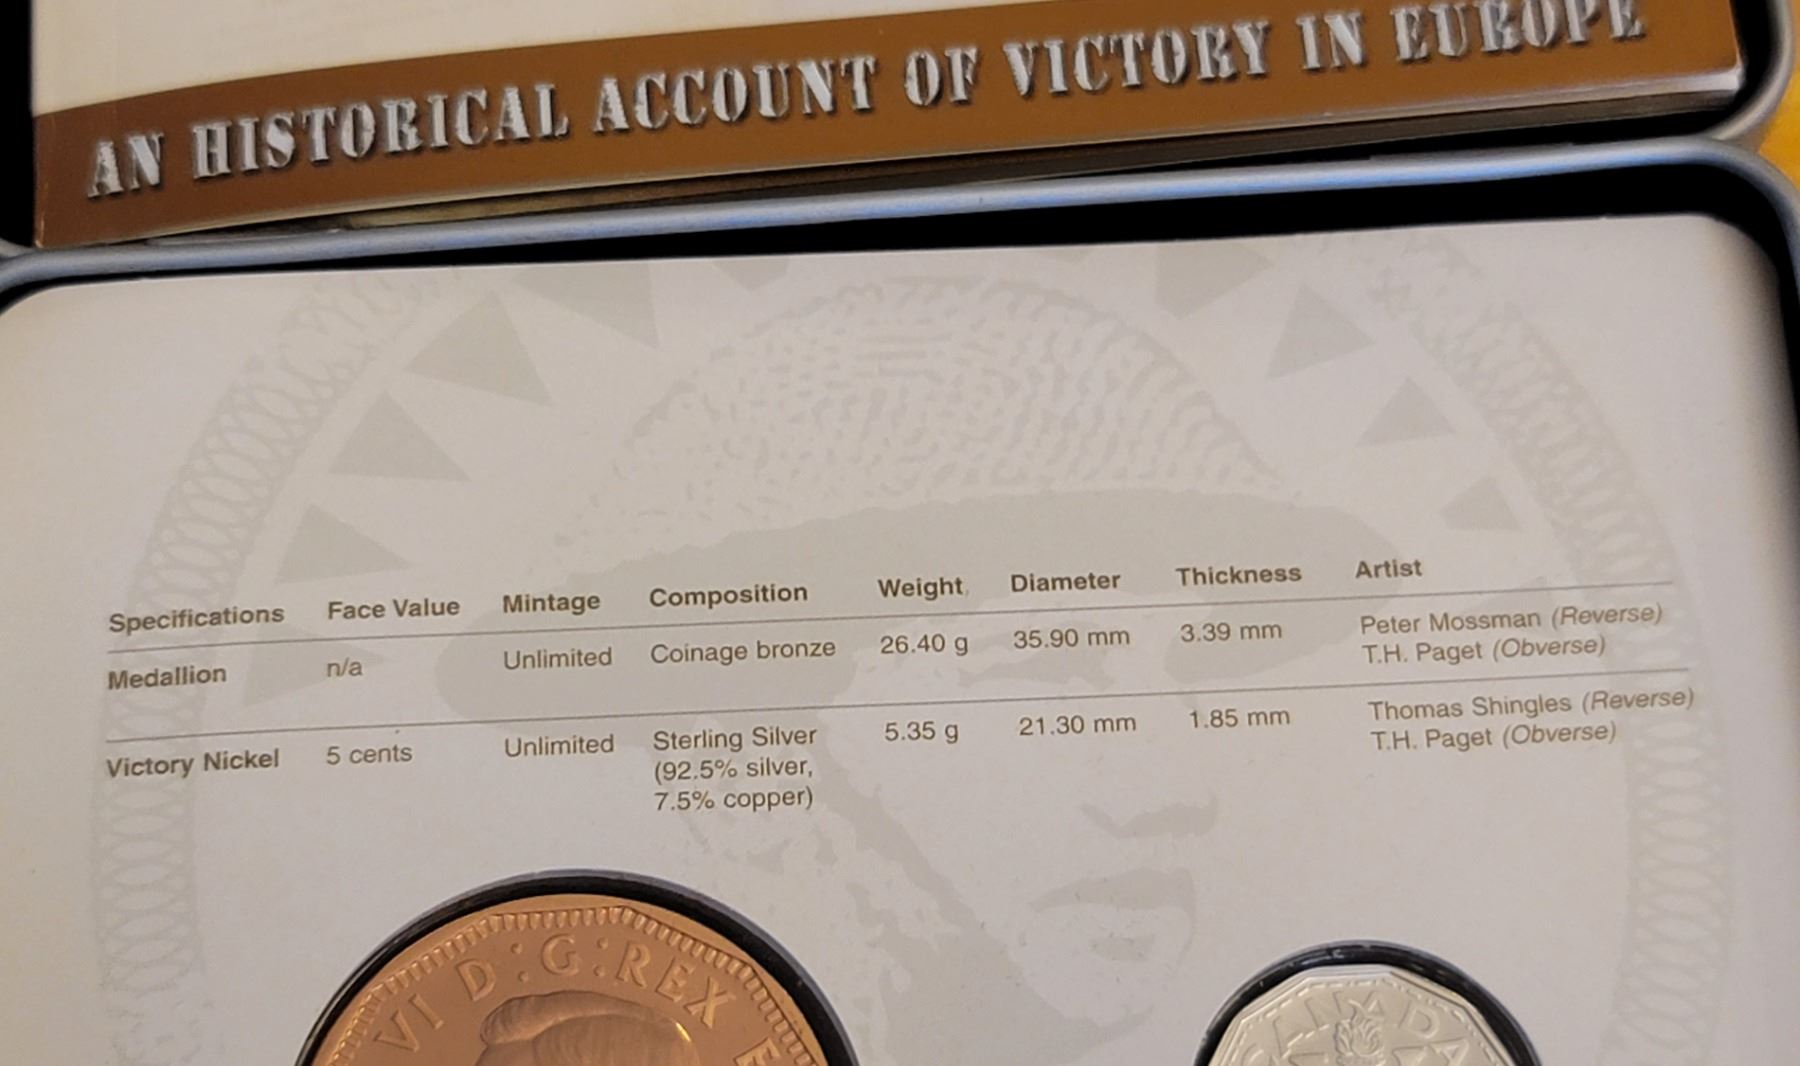 AN HISTORICAL ACCOUNT OF VICTORY IN EUROPE
Specifications Face Value Mintage Composition Weight Diameter Thickness Artist
Medallion n/a Unlimited Coinage bronze 26.40 g 35.90 mm 3.39 mm Peter Mossman (Reverse)
T.H. Paget (Obverse)
Victory Nickel 5 cents Unlimited Sterling Silver 5.35 g 21.30 mm 1.85 mm Thomas Shingles (Reverse)
(92.5% silver, T.H. Paget (Obverse)
7.5% copper)
VI D:G:REX
CANADA